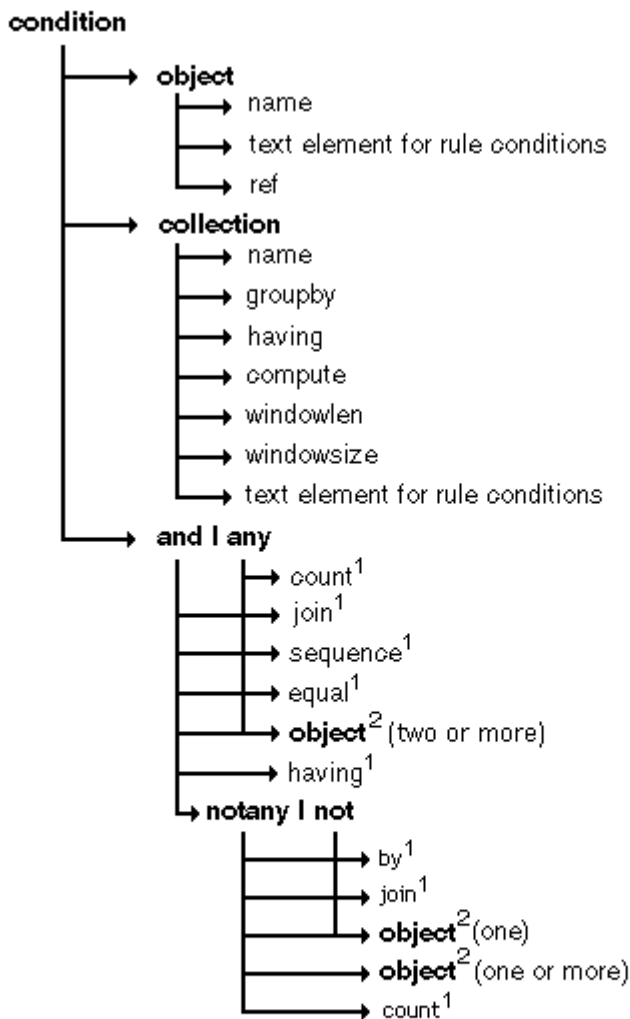 condition
object
name
text element for rule conditions
ref
collection
name
groupby
having
compute
windowlen
windowsize
text element for rule conditions
and | any
count1
join1
sequence1
equal1
object2 (two or more)
having1
notany | not
by1
join1
object2 (one)
object2 (one or more)
count1